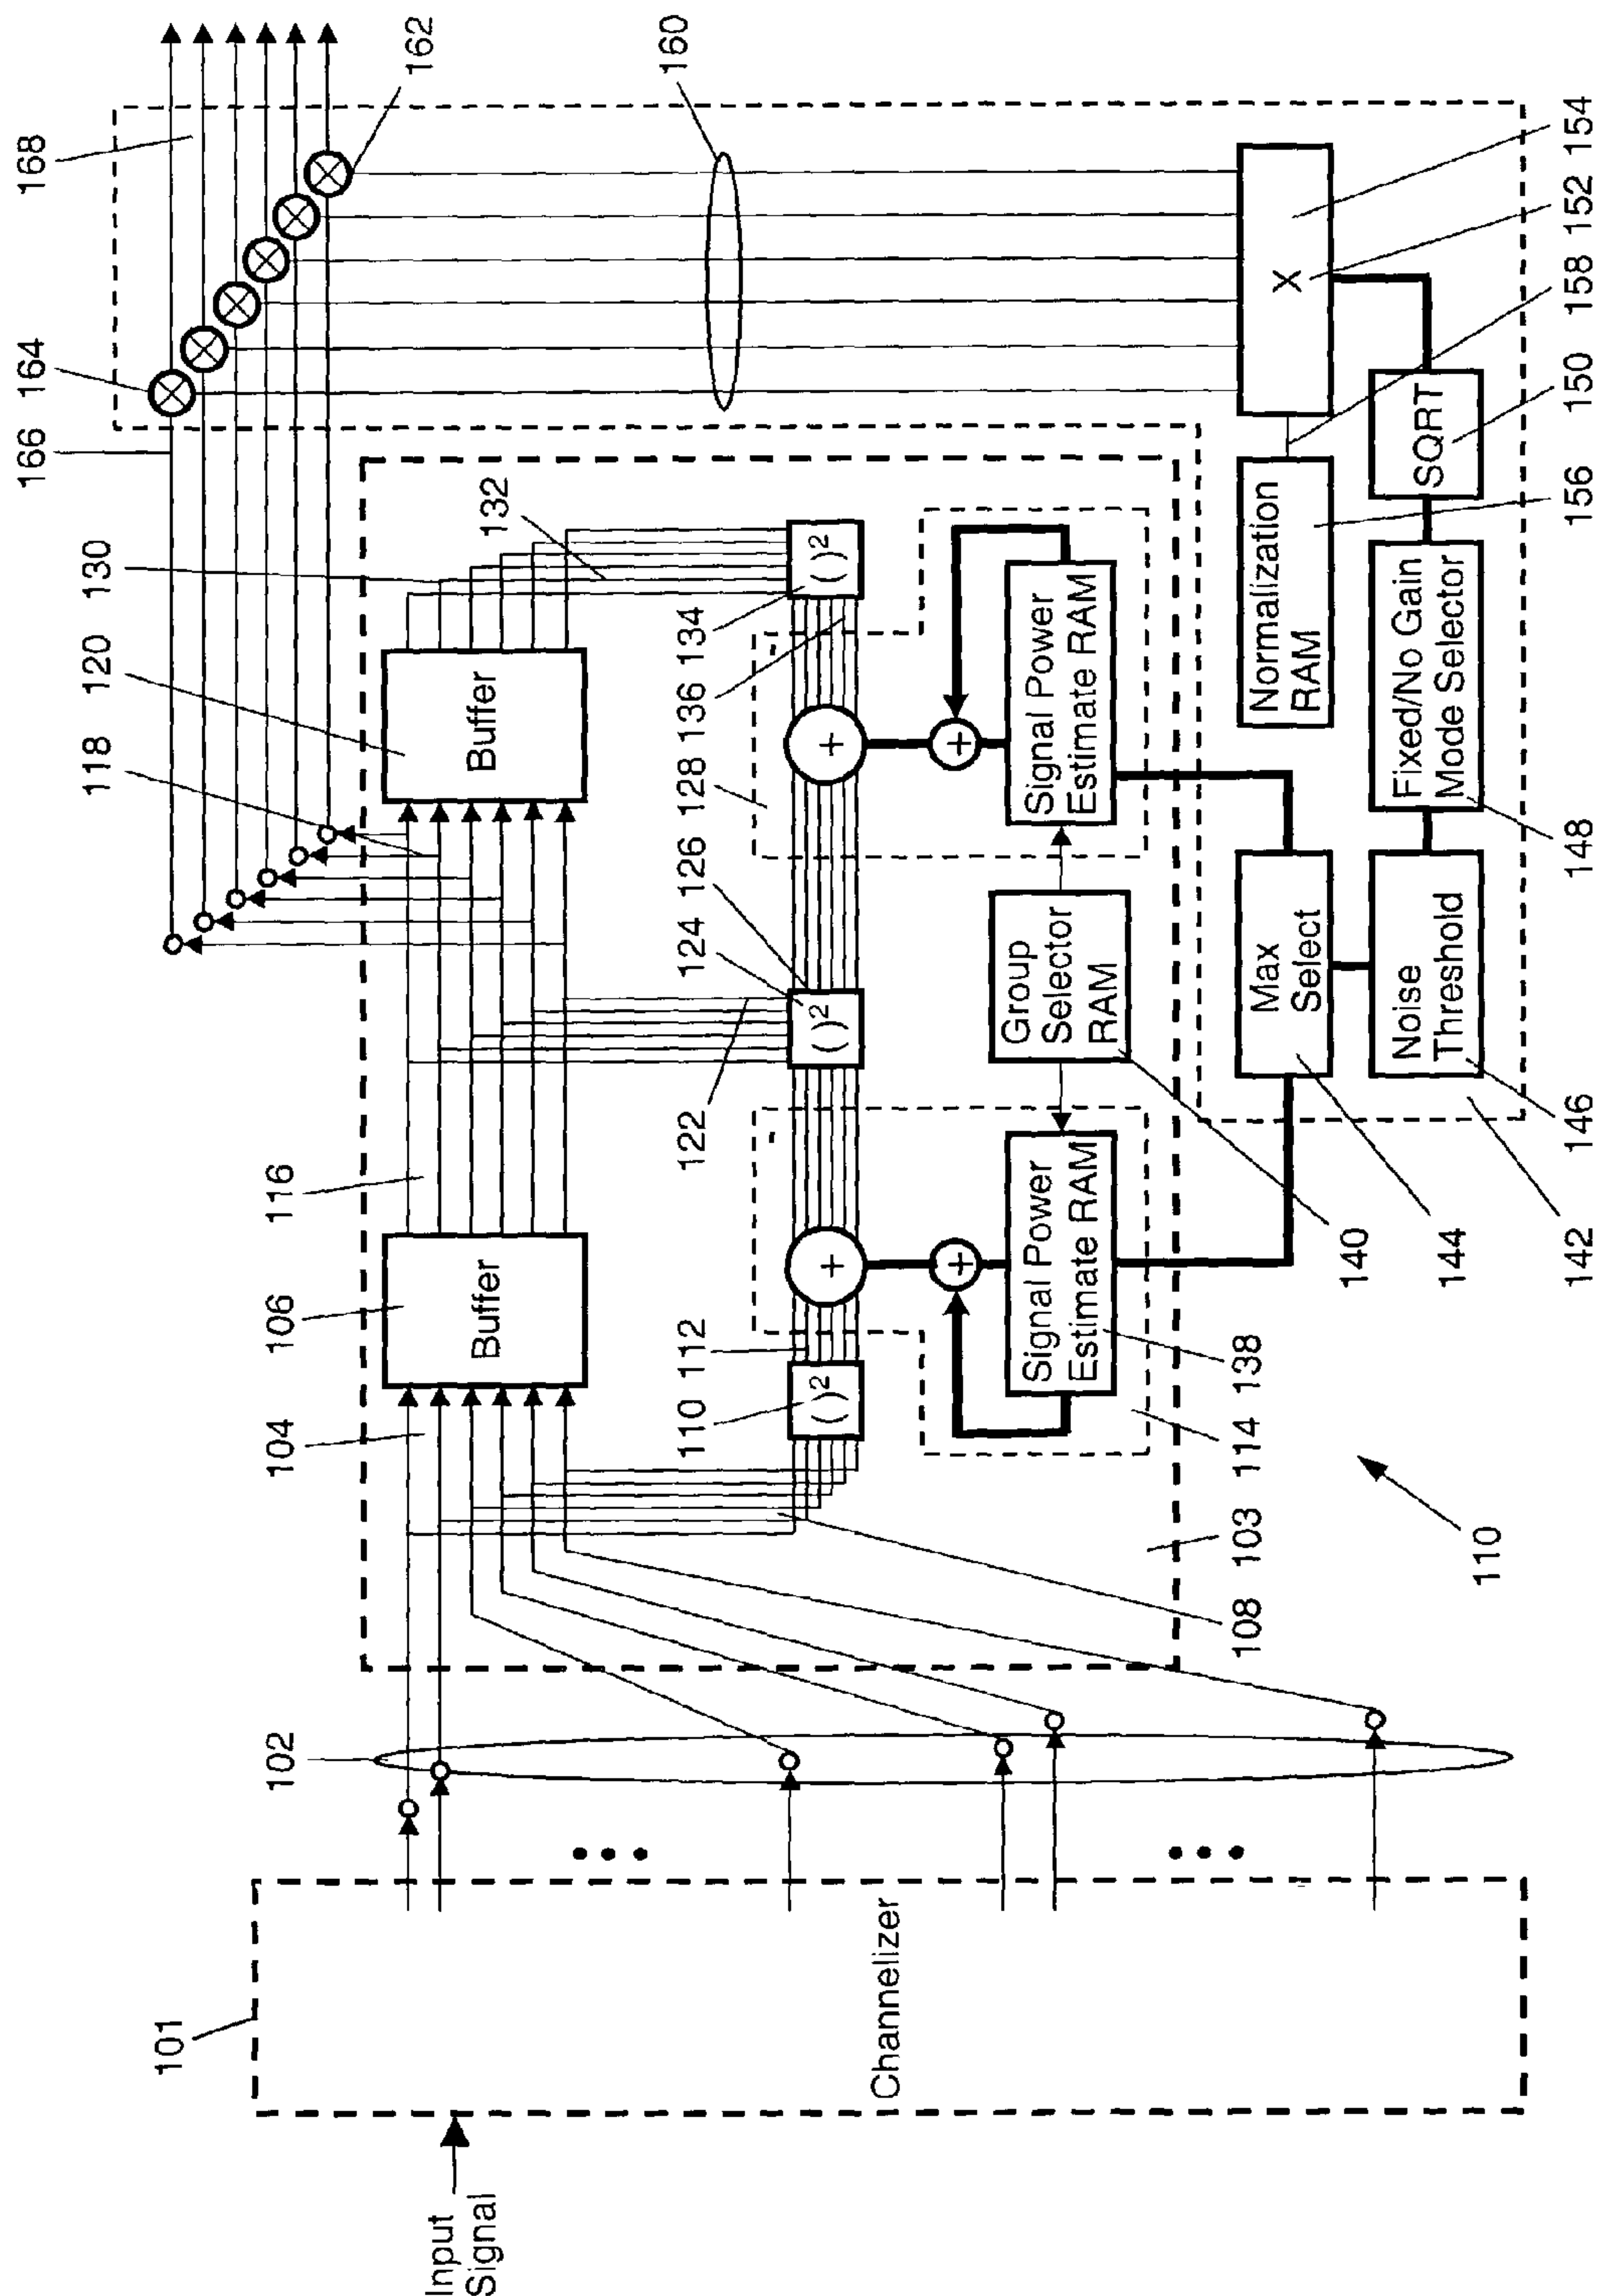 Input
Signal
101
Channelizer
102
103
104
106
Buffer
108
110
( )²
112
114
+
+
Signal Power
Estimate RAM
138
110
116
118
120
Buffer
122
124
126
( )²
128
+
+
Signal Power
Estimate RAM
130
132
134
( )²
136
Group
Selector
RAM
140
142
Max
Select
144
Noise
Threshold
146
Fixed/No Gain
Mode Selector
148
SQRT
150
X
152
154
Normalization
RAM
156
158
160
162
164
166
168